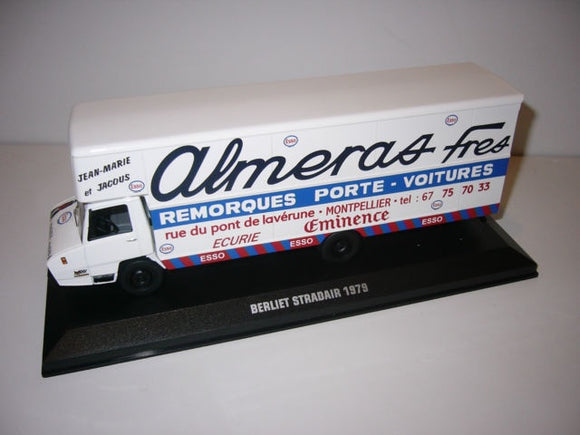 JEAN-MARIE
et JACQUS
almeras Fres
REMORQUES PORTE - VOITURES
rue du pont de lavérune • MONTPELLIER • tel : 67 75 70 33
ECURIE Eminence
ESSO ESSO ESSO
ESSO
ESSO
ESSO
ESSO
BERLIET STRADAIR 1979